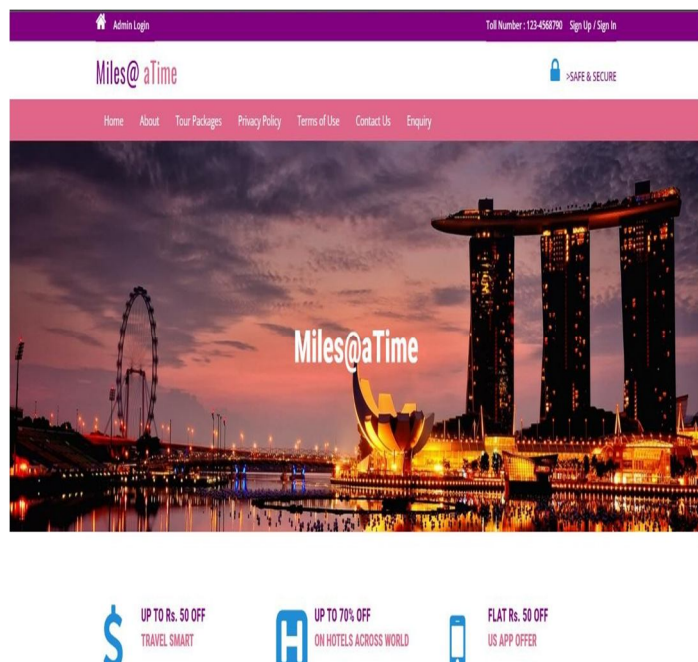 Admin Login
Toll Number : 123-4568790 Sign Up / Sign In
Miles@ aTime
>SAFE & SECURE
Home About Tour Packages Privacy Policy Terms of Use Contact Us Enquiry
Miles@aTime
UP TO Rs. 50 OFF
TRAVEL SMART
UP TO 70% OFF
ON HOTELS ACROSS WORLD
FLAT Rs. 50 OFF
US APP OFFER